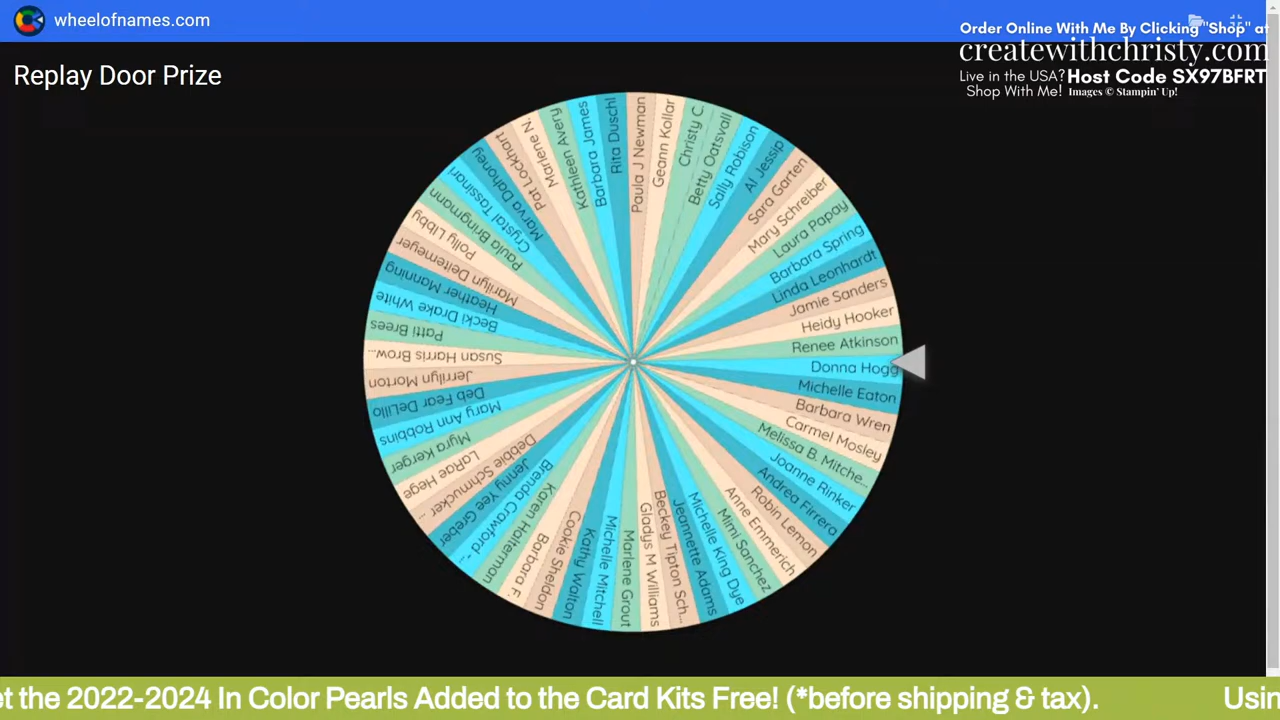 wheelofnames.com
Order Online With Me By Clicking "Shop" at
createwithchristy.com
Live in the USA? Host Code SX97BFRT
Shop With Me! Images © Stampin' Up!
Replay Door Prize
Paula J Newman
Geann Kollar
Christy C.
Betty Oatsvall
Sally Robison
Al Jessip
Sara Garten
Mary Schreiber
Laura Papay
Barbara Spring
Linda Leonhardt
Jamie Sanders
Heidy Hooker
Renee Atkinson
Donna Hogg
Michelle Eaton
Barbara Wren
Carmel Mosley
Melissa B. Mitche...
Joanne Rinker
Andrea Firrera
Robin Lemon
Anne Emmerich
Mimi Sanchez
Michelle King Dye
Jeannette Adams
Beckey Tipton Sch...
Gladys M Williams
Marlene Grout
Michelle Mitchell
Kathy Walton
Cookie Sheldon
Barbara F.
Karen Halterman
Brenda Crawford -...
Jenny Yee Greber
Debbie Schmucker ...
LaRae Hege
Myra Kerger
Mary Ann Robbins
Deb Fear DeLillo
Jerrilyn Morton
Susan Harris Brow...
Patti Brees
Becki Drake White
Heather Manning
Marilyn Deitemeyer
Polly Libby
Paula Bringmann
Crystal Tassinari
Marva Dahoney
Pat Lockhart
Marlene N.
Kathleen Avery
Barbara James
Rita Duschl
et the 2022-2024 In Color Pearls Added to the Card Kits Free! (*before shipping & tax). Usin